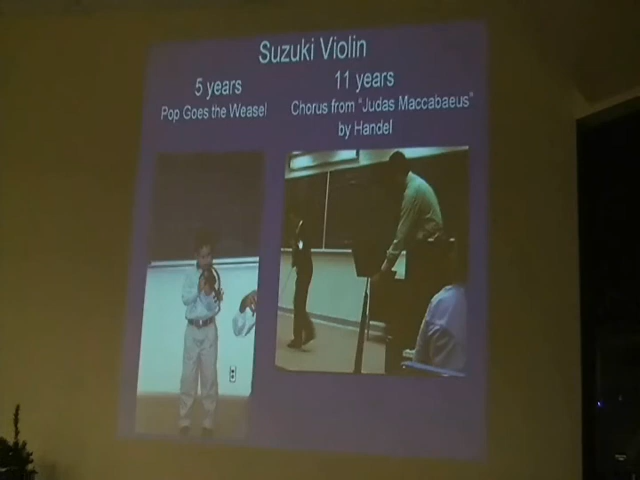 Suzuki Violin
5 years
Pop Goes the Weasel
11 years
Chorus from "Judas Maccabaeus"
by Handel